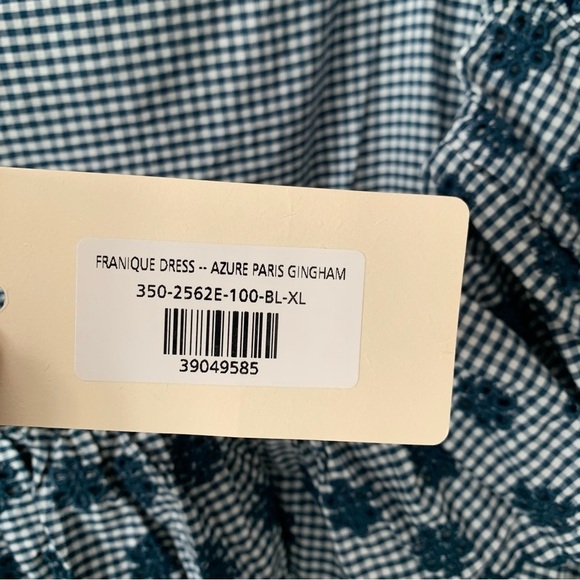 FRANIQUE DRESS -- AZURE PARIS GINGHAM
350-2562E-100-BL-XL
39049585